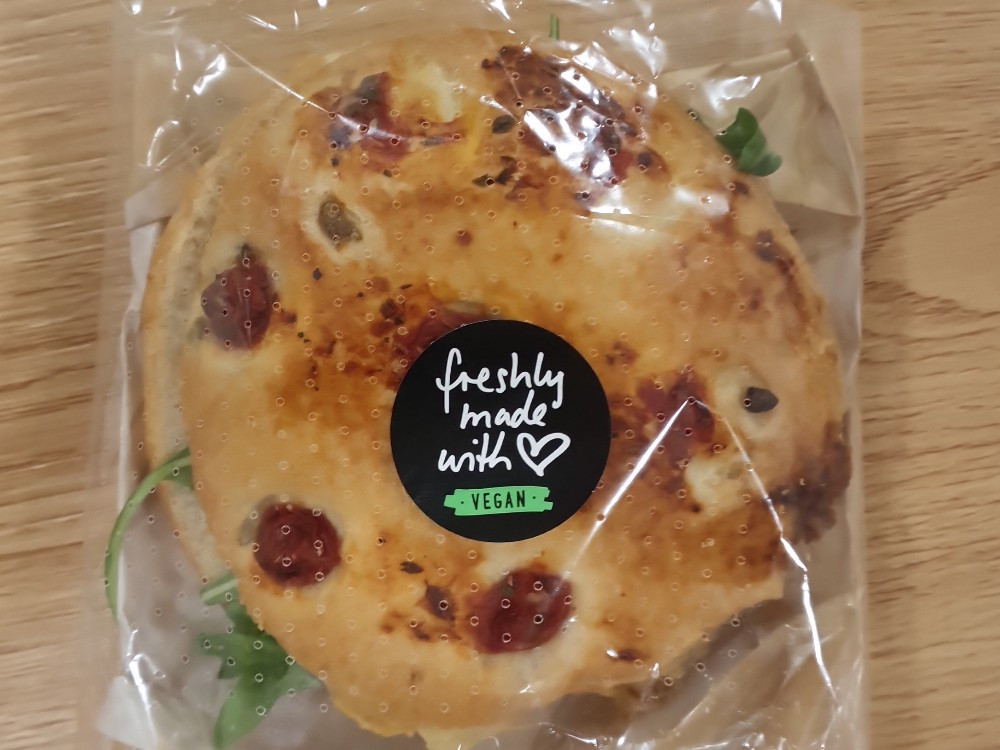 freshly
made
with
· VEGAN ·